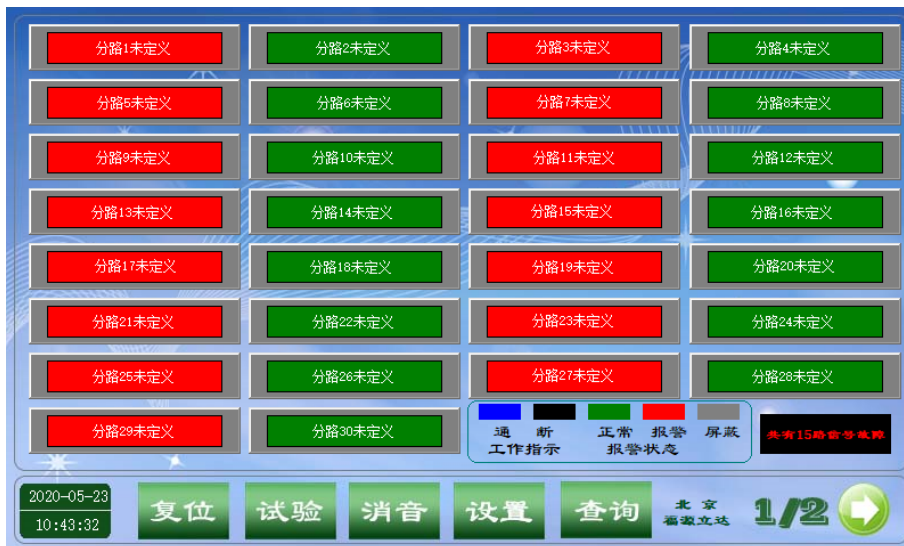 分路1未定义
分路2未定义
分路3未定义
分路4未定义
分路5未定义
分路6未定义
分路7未定义
分路8未定义
分路9未定义
分路10未定义
分路11未定义
分路12未定义
分路13未定义
分路14未定义
分路15未定义
分路16未定义
分路17未定义
分路18未定义
分路19未定义
分路20未定义
分路21未定义
分路22未定义
分路23未定义
分路24未定义
分路25未定义
分路26未定义
分路27未定义
分路28未定义
分路29未定义
分路30未定义
通 断 正常 报警 屏蔽
工作指示 报警状态
共有15路信号故障
2020-05-23
10:43:32
复位
试验
消音
设置
查询
北京
福源立达
1/2